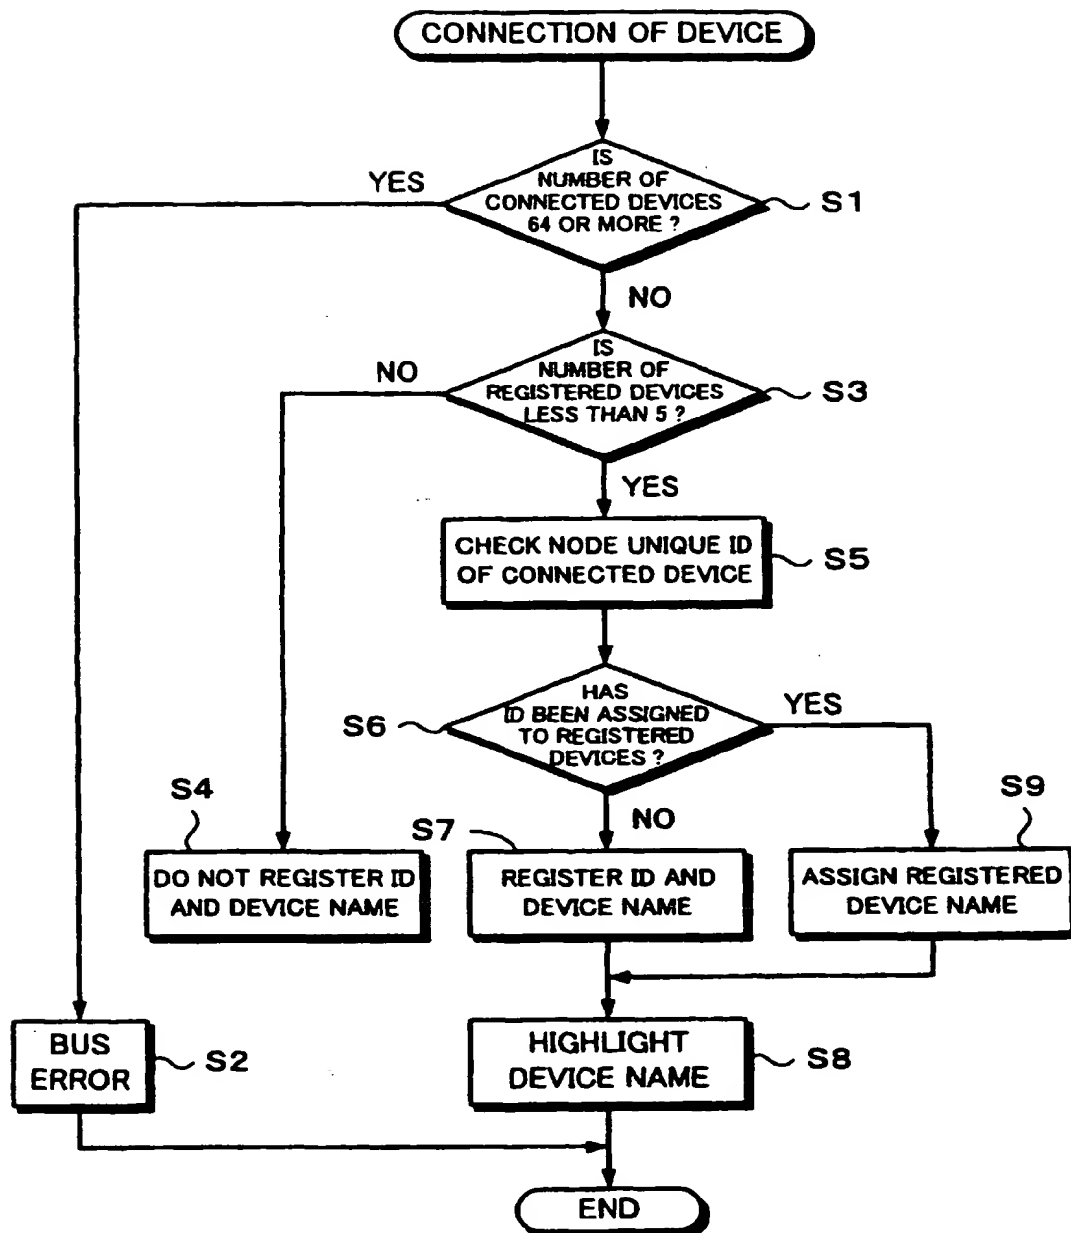 CONNECTION OF DEVICE
IS
NUMBER OF
CONNECTED DEVICES
64 OR MORE ?
YES
S1
NO
IS
NUMBER OF
REGISTERED DEVICES
LESS THAN 5 ?
NO
S3
YES
CHECK NODE UNIQUE ID
OF CONNECTED DEVICE
S5
HAS
ID BEEN ASSIGNED
TO REGISTERED
DEVICES ?
S6
YES
NO
S4
DO NOT REGISTER ID
AND DEVICE NAME
S7
REGISTER ID AND
DEVICE NAME
S9
ASSIGN REGISTERED
DEVICE NAME
BUS
ERROR
S2
HIGHLIGHT
DEVICE NAME
S8
END